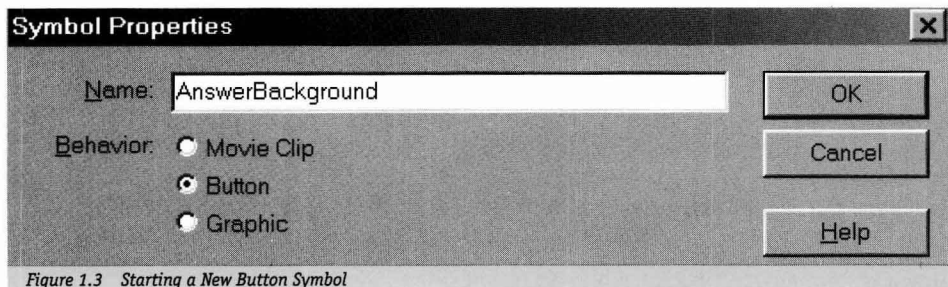 Symbol Properties
Name: AnswerBackground
OK
Behavior: Movie Clip
Cancel
Button
Graphic
Help
Figure 1.3 Starting a New Button Symbol